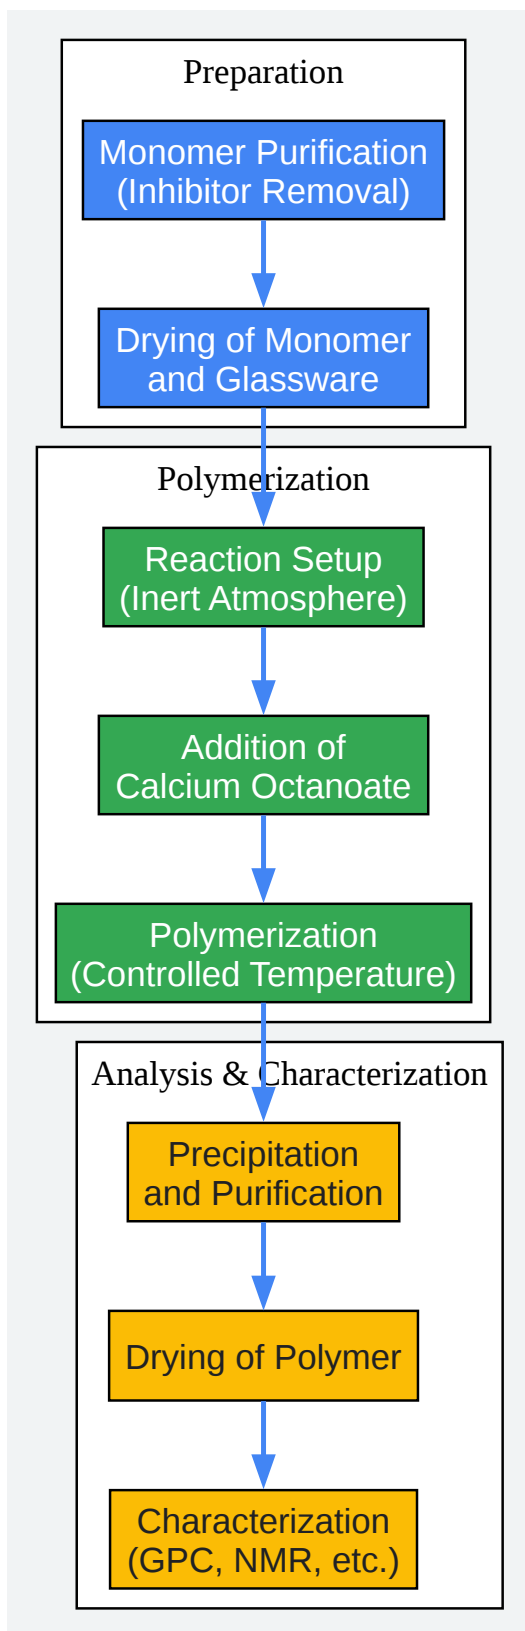 Preparation
Monomer Purification
(Inhibitor Removal)
Drying of Monomer
and Glassware
Polymerization
Reaction Setup
(Inert Atmosphere)
Addition of
Calcium Octanoate
Polymerization
(Controlled Temperature)
Analysis & Characterization
Precipitation
and Purification
Drying of Polymer
Characterization
(GPC, NMR, etc.)